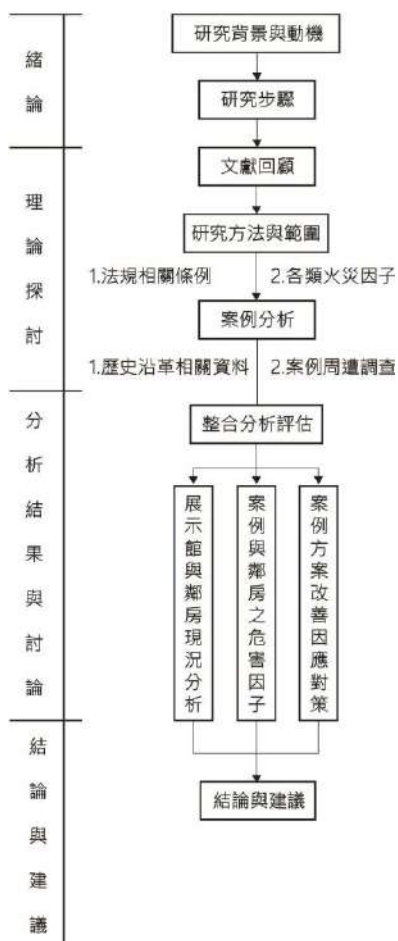 緒論
研究背景與動機
研究步驟
理論探討
文獻回顧
研究方法與範圍
1.法規相關條例
2.各類火災因子
案例分析
1.歷史沿革相關資料
2.案例周遭調查
分析結果與討論
整合分析評估
展示館與鄰房現況分析
案例與鄰房之危害因子
案例方案改善因應對策
結論與建議
結論與建議